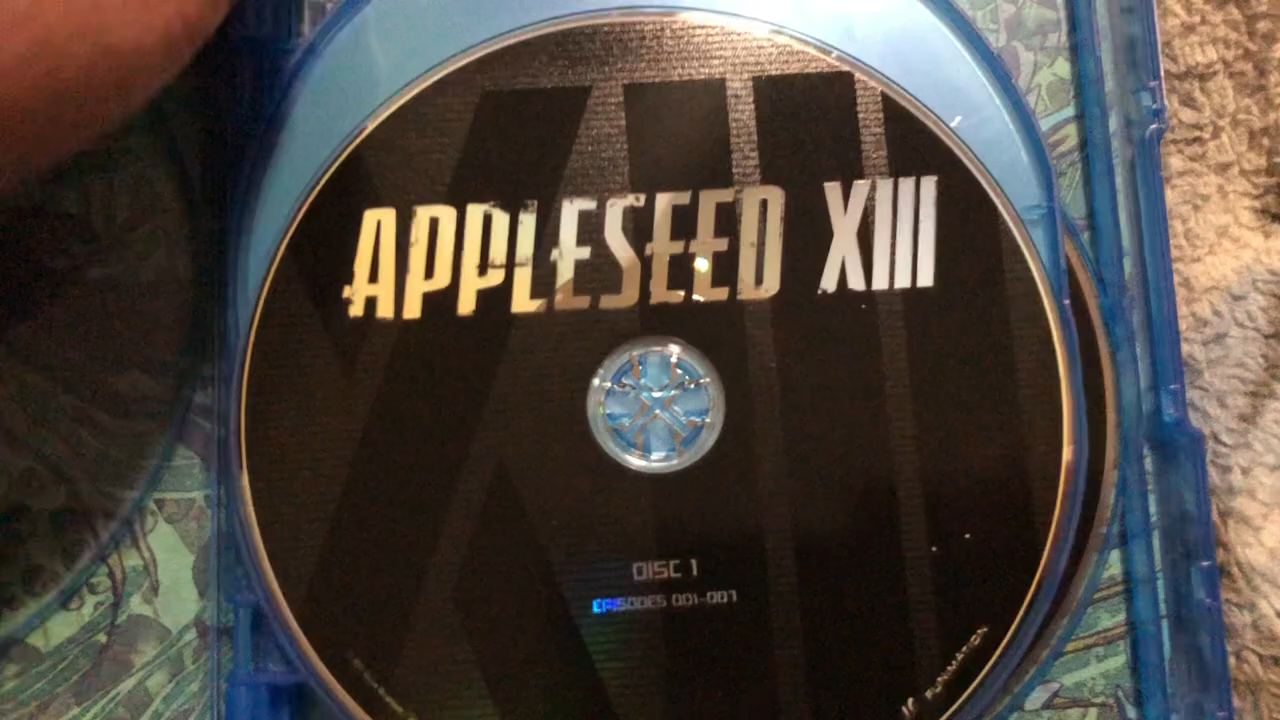 APPLESEED XIII
DISC 1
EPISODES 001-007
FUNIMATION